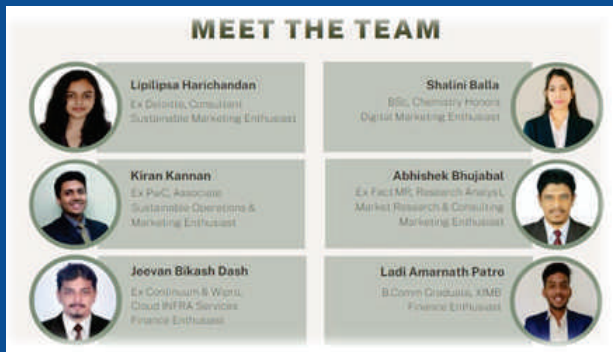 MEET THE TEAM
Lipilipsa Harichandan
Ex Deloitte, Consultant
Sustainable Marketing Enthusiast
Shalini Balla
BSc, Chemistry Honors
Digital Marketing Enthusiast
Kiran Kannan
Ex PwC, Associate
Sustainable Operations &
Marketing Enthusiast
Abhishek Bhujabal
Ex Fact MR, Research Analyst,
Market Research & Consulting
Marketing Enthusiast
Jeevan Bikash Dash
Ex Continuum & Wipro,
Cloud INFRA Services
Finance Enthusiast
Ladi Amarnath Patro
B.Comm Graduate, XIMB
Finance Enthusiast